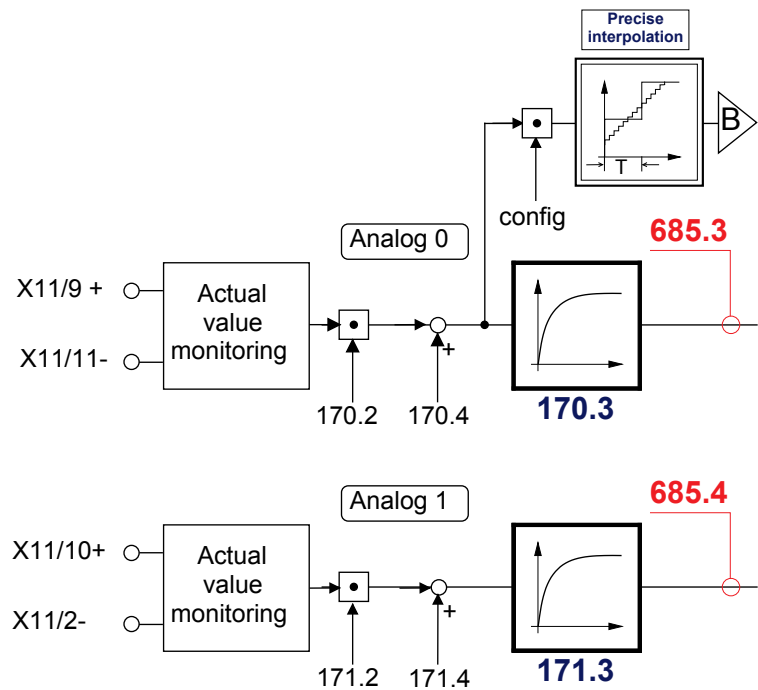 Precise
interpolation
B
T
config
Analog 0
685.3
X11/9 +
Actual
value
monitoring
X11/11-
+
170.2
170.4
170.3
Analog 1
685.4
X11/10+
Actual
value
monitoring
X11/2-
+
171.2
171.4
171.3